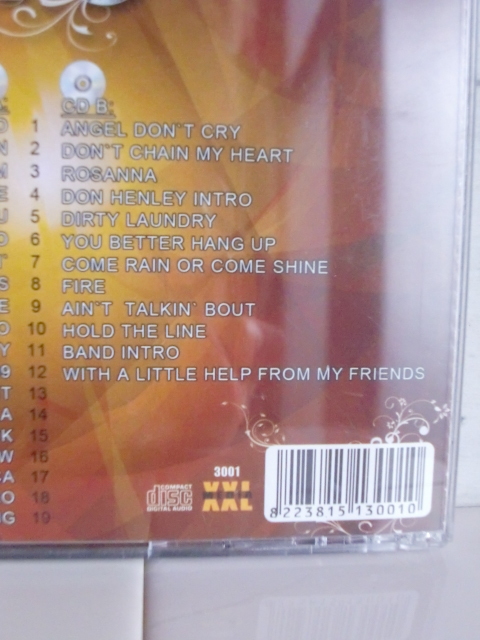 CD B:
1 ANGEL DON'T CRY
2 DON'T CHAIN MY HEART
3 ROSANNA
4 DON HENLEY INTRO
5 DIRTY LAUNDRY
6 YOU BETTER HANG UP
7 COME RAIN OR COME SHINE
8 FIRE
9 AIN'T TALKIN' BOUT
10 HOLD THE LINE
11 BAND INTRO
12 WITH A LITTLE HELP FROM MY FRIENDS
13
14
15
16
17
18
19
COMPACT
disc
DIGITAL AUDIO
3001
XXL
8 223815 130010